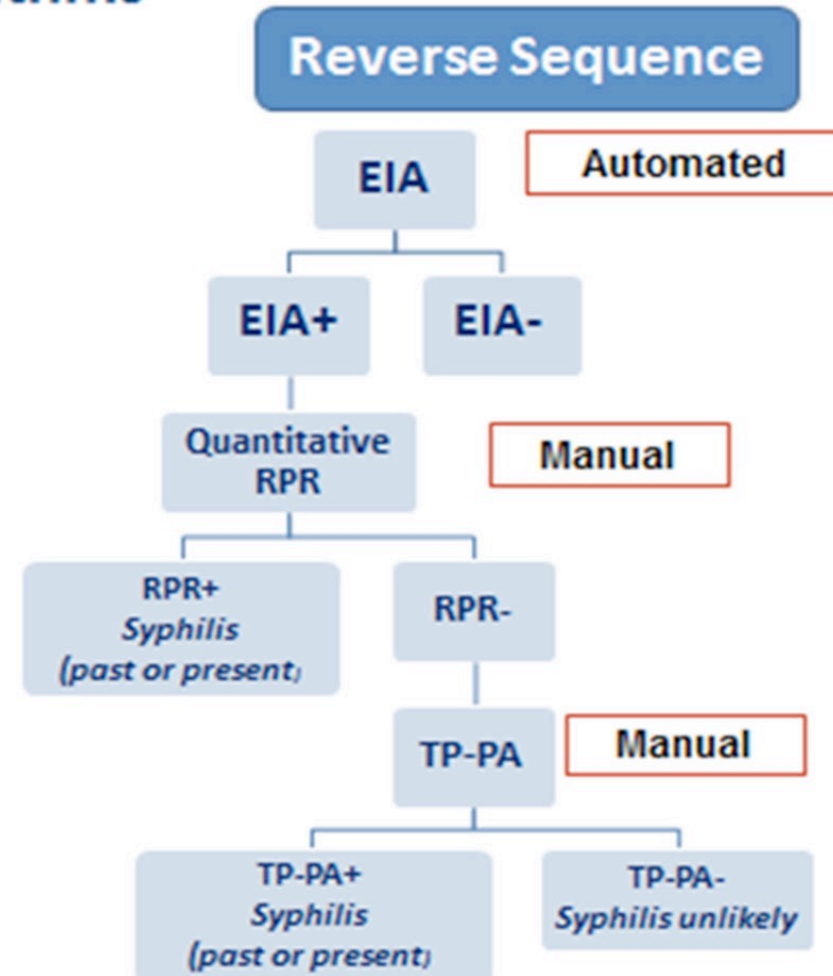 Reverse Sequence
EIA
Automated
EIA+
EIA-
Quantitative
RPR
Manual
RPR+
Syphilis
(past or present)
RPR-
TP-PA
Manual
TP-PA+
Syphilis
(past or present)
TP-PA-
Syphilis unlikely